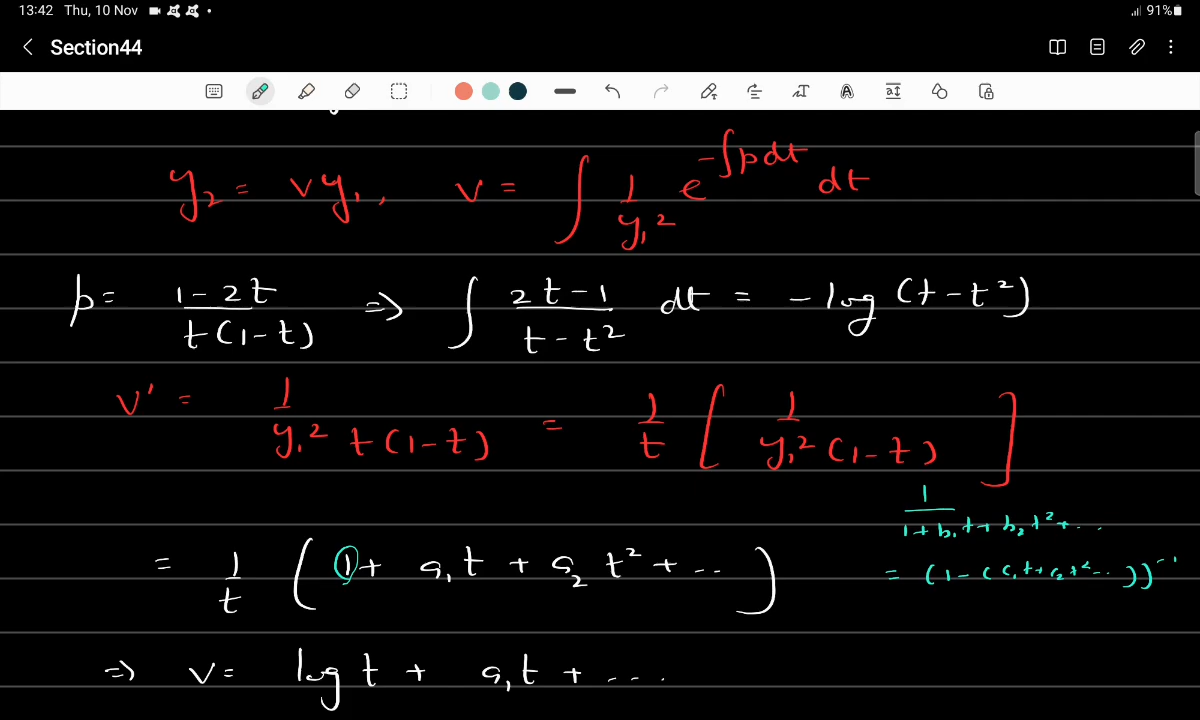 13:42 Thu, 10 Nov 91%
Section44
y₂ = vy₁, v = ∫ 1/y₁² e^(-∫p dt) dt
p = (1-2t)/(t(1-t)) => ∫ (2t-1)/(t-t²) dt = -log(t-t²)
v' = 1/(y₁² t(1-t)) = 1/t [ 1/(y₁²(1-t)) ]
1/(1+b₁t+b₂t²+...
= 1/t (1 + a₁t + a₂t² + ..) = (1-(c₁t+c₂t²...))⁻¹
=> v = log t + a₁t + ....